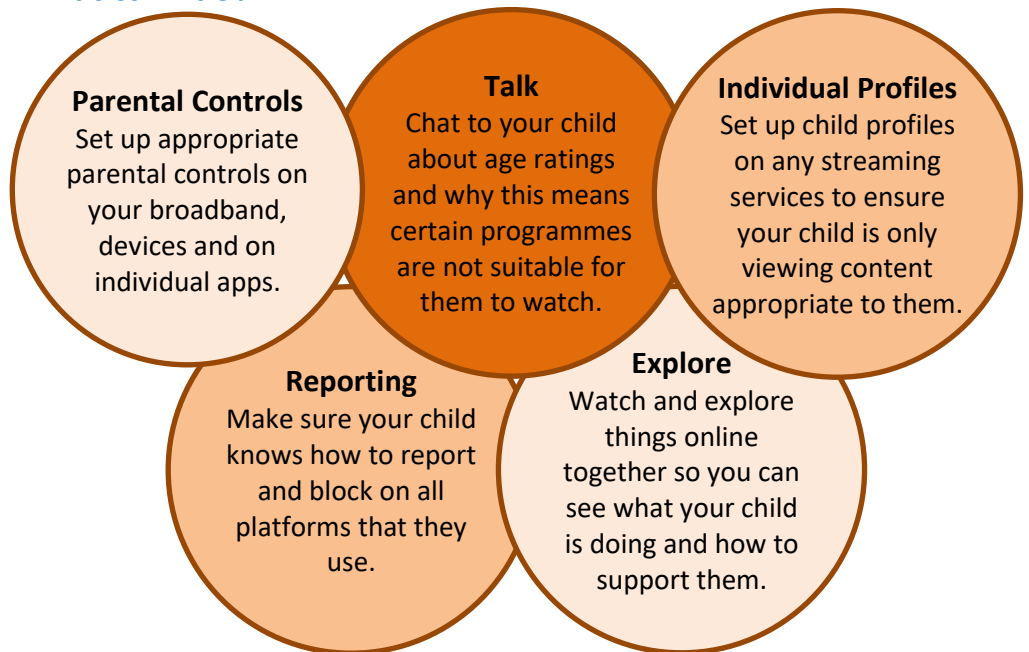 Parental Controls
Set up appropriate
parental controls on
your broadband,
devices and on
individual apps.
Talk
Chat to your child
about age ratings
and why this means
certain programmes
are not suitable for
them to watch.
Individual Profiles
Set up child profiles
on any streaming
services to ensure
your child is only
viewing content
appropriate to them.
Reporting
Make sure your child
knows how to report
and block on all
platforms that they
use.
Explore
Watch and explore
things online
together so you can
see what your child
is doing and how to
support them.